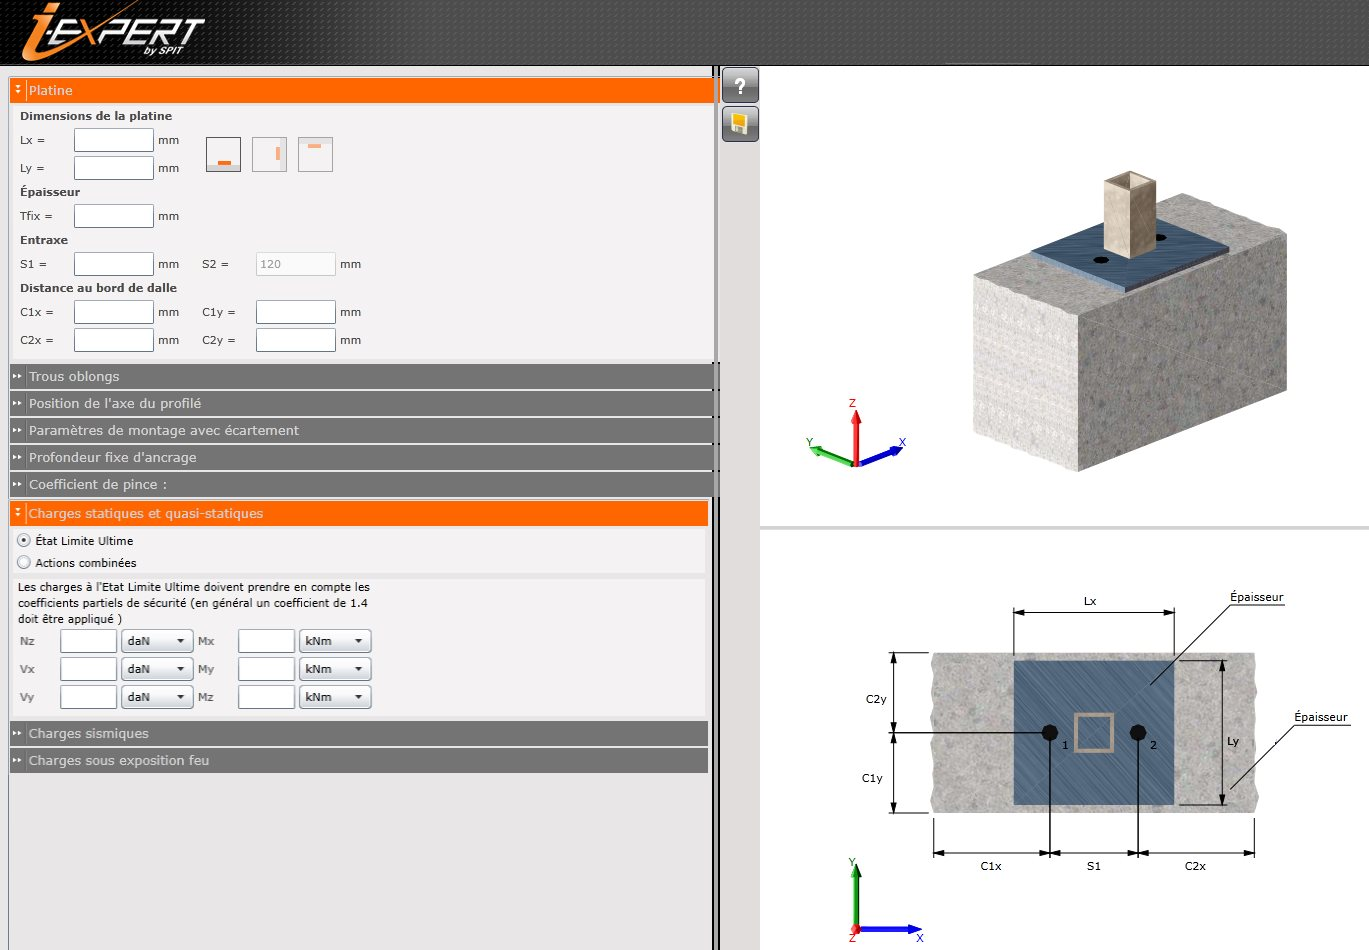 i-EXPERT
by SPIT
Platine
Dimensions de la platine
Lx = mm
Ly = mm
Épaisseur
Tfix = mm
Entraxe
S1 = mm S2 = 120 mm
Distance au bord de dalle
C1x = mm C1y = mm
C2x = mm C2y = mm
Trous oblongs
Position de l'axe du profilé
Paramètres de montage avec écartement
Profondeur fixe d'ancrage
Coefficient de pince :
Charges statiques et quasi-statiques
État Limite Ultime
Actions combinées
Les charges à l'Etat Limite Ultime doivent prendre en compte les
coefficients partiels de sécurité (en général un coefficient de 1.4
doit être appliqué )
Nz daN Mx kNm
Vx daN My kNm
Vy daN Mz kNm
Charges sismiques
Charges sous exposition feu
?
Z
Y
X
Lx
Épaisseur
C2y
Épaisseur
1
2
Ly
C1y
C1x
S1
C2x
Y
Z
X